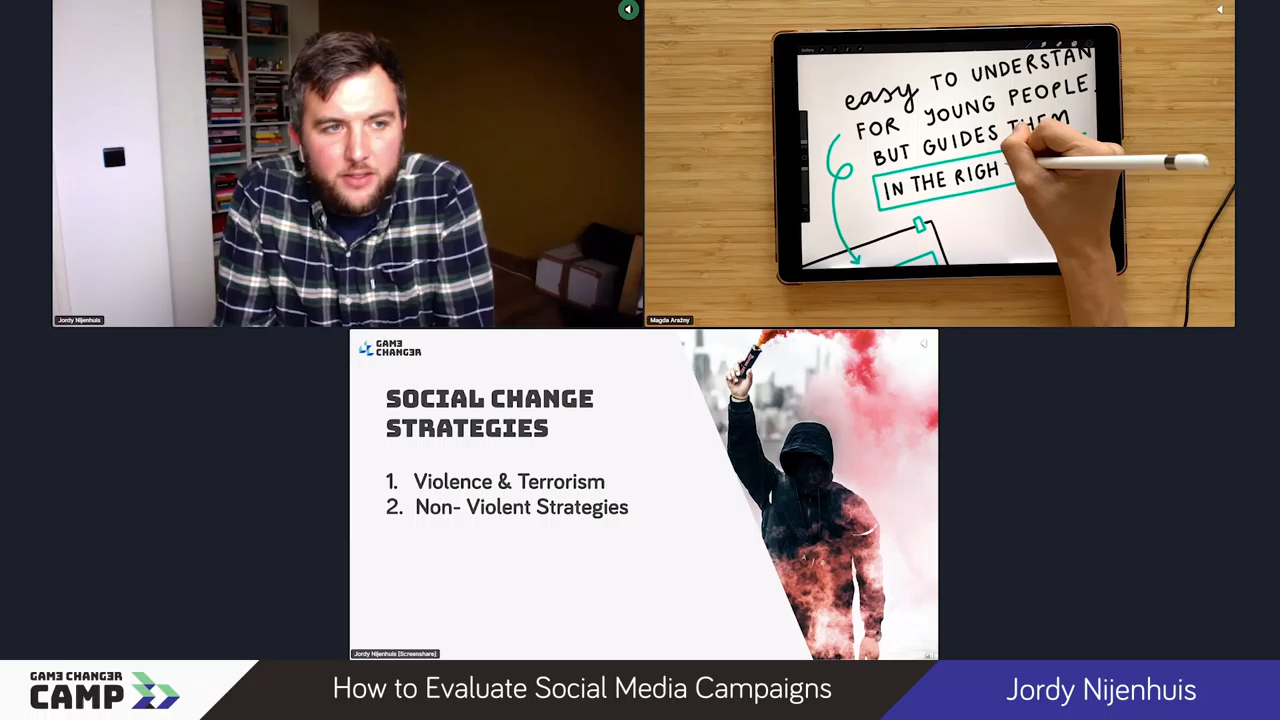 Jordy Nijenhuis
Gallery
easy TO UNDERSTAN
FOR YOUNG PEOPLE
BUT GUIDES THEM
IN THE RIGH
Magda Arażny
GAM3
CHANG3R
SOCIAL CHANGE
STRATEGIES
1. Violence & Terrorism
2. Non- Violent Strategies
Jordy Nijenhuis [Screenshare]
GAM3 CHANG3R
CAMP
How to Evaluate Social Media Campaigns
Jordy Nijenhuis